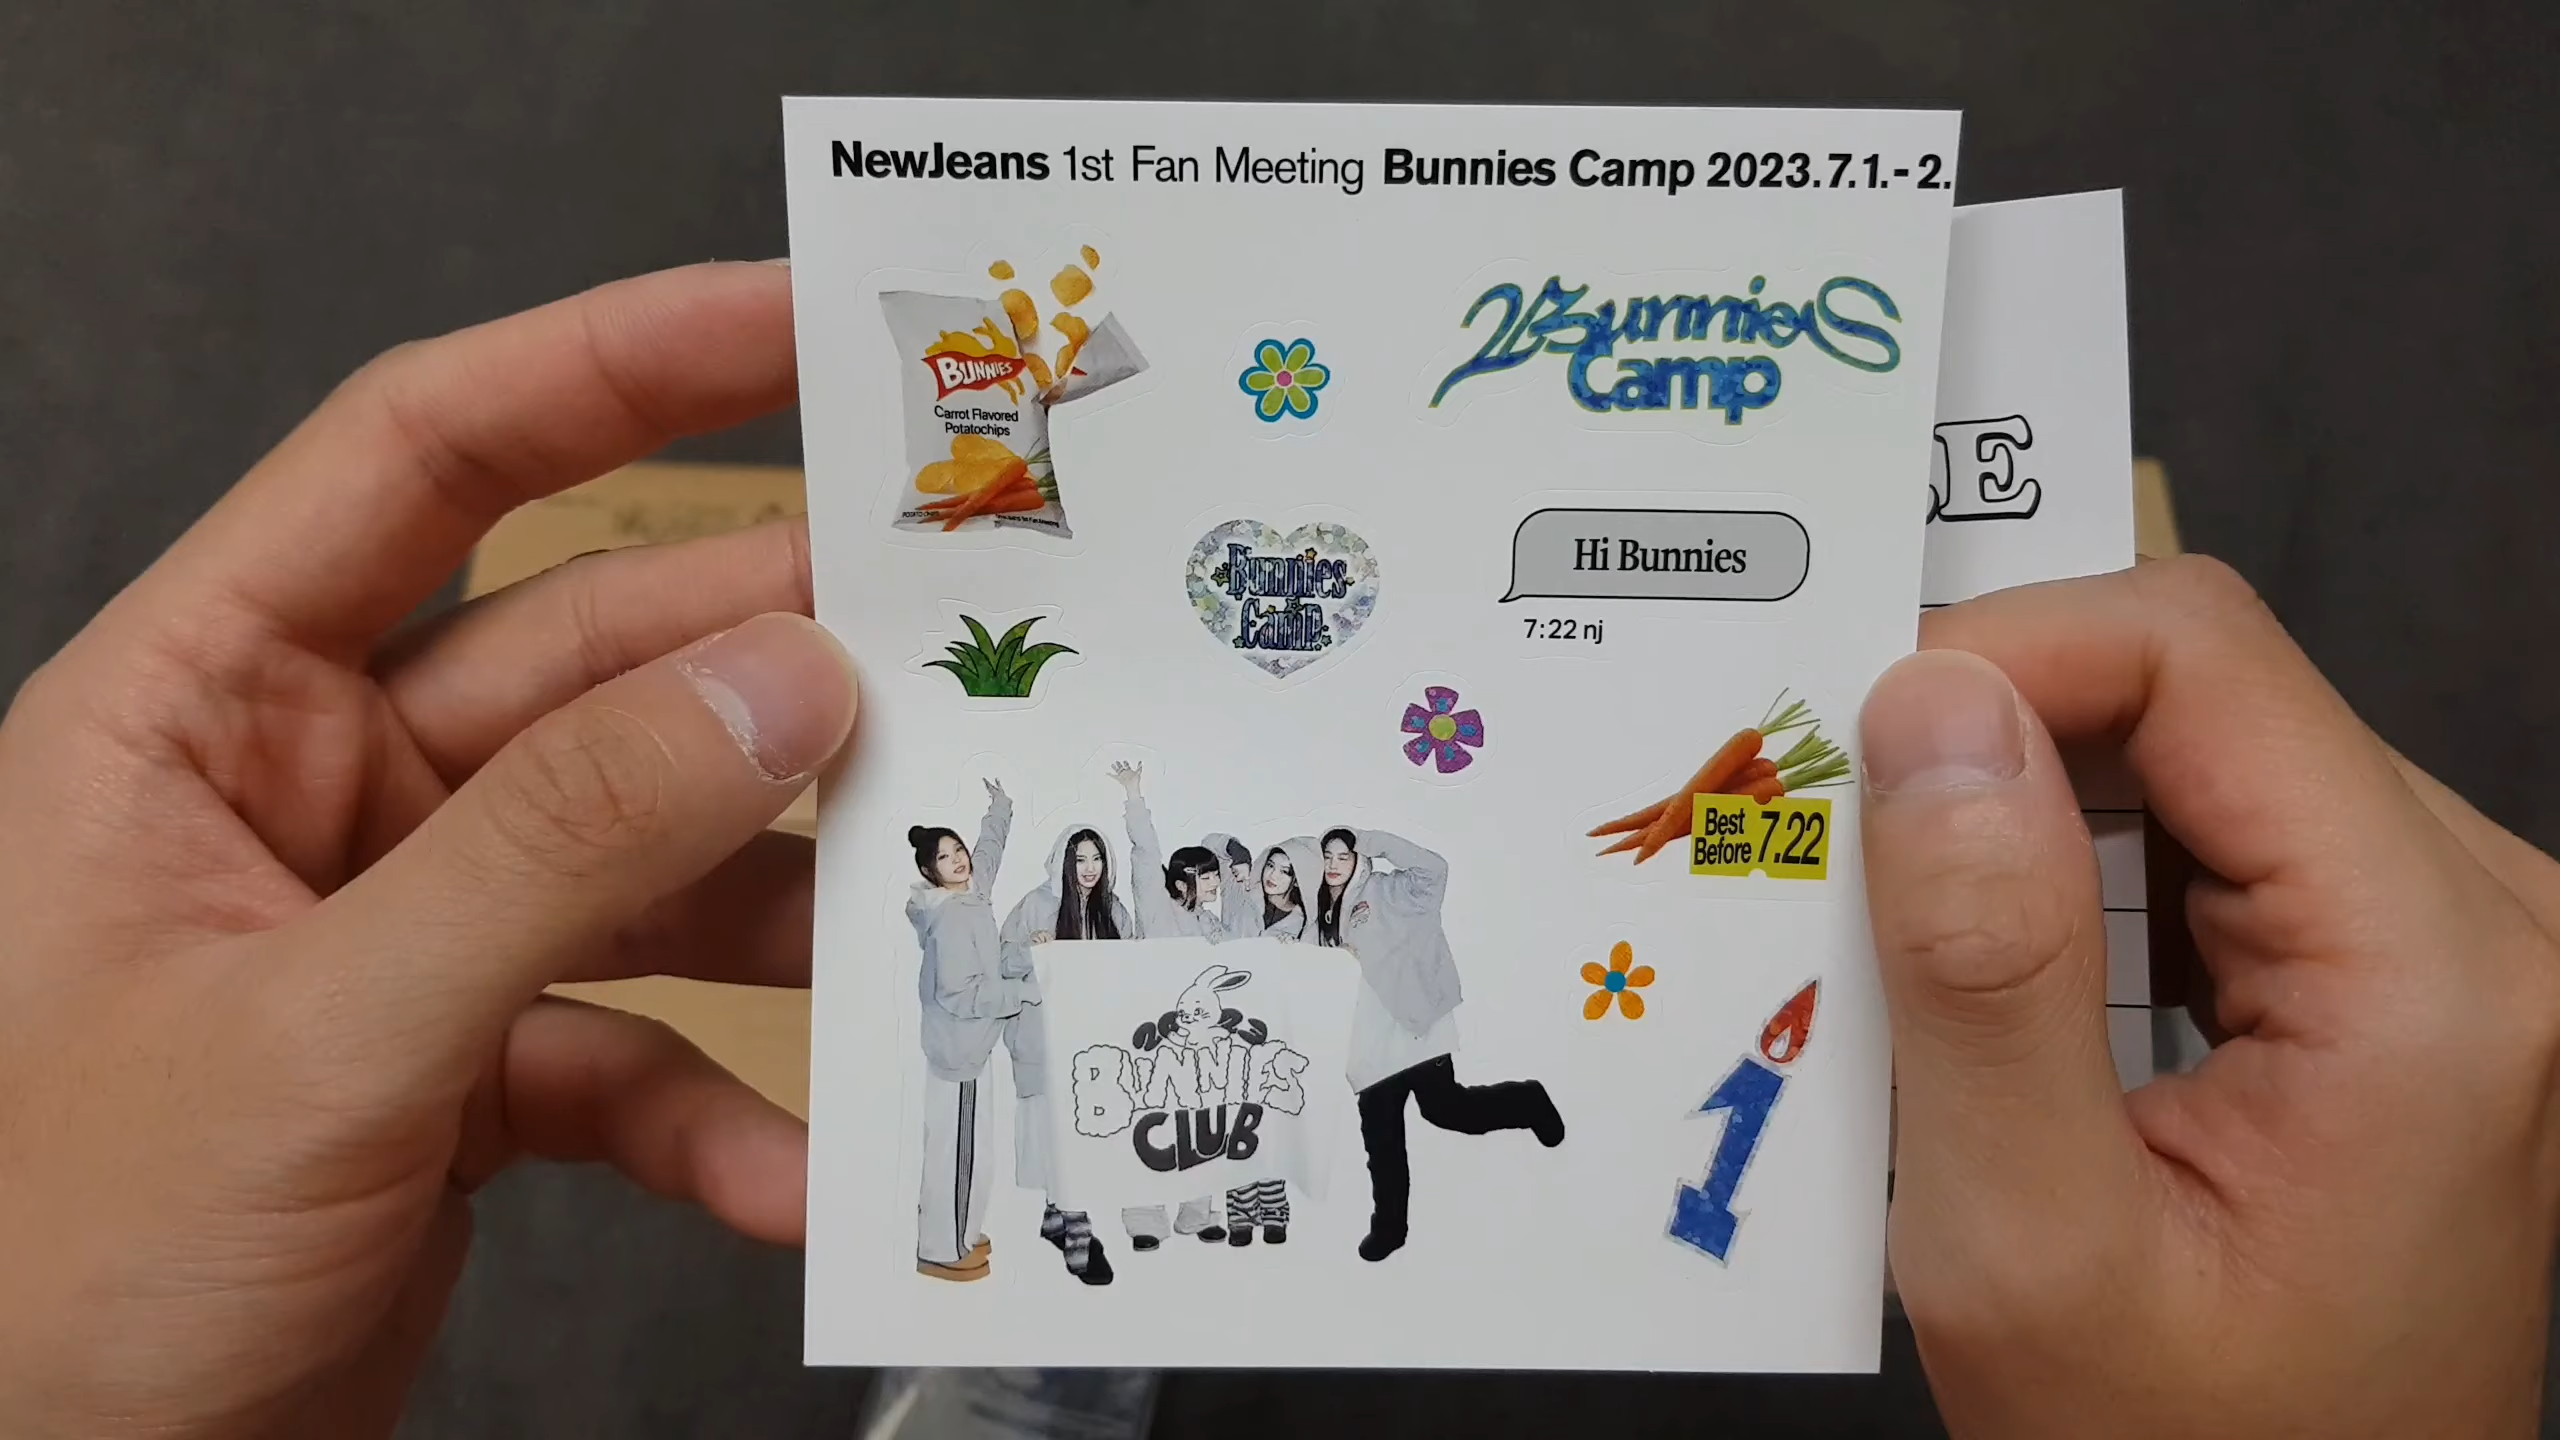 NewJeans 1st Fan Meeting Bunnies Camp 2023.7.1.-2.
BUNNIES
Carrot Flavored
Potatochips
Bunnies
Camp
E
Bunnies
Camp
Hi Bunnies
7:22 nj
Best
Before 7.22
2023
BUNNIES
CLUB
1